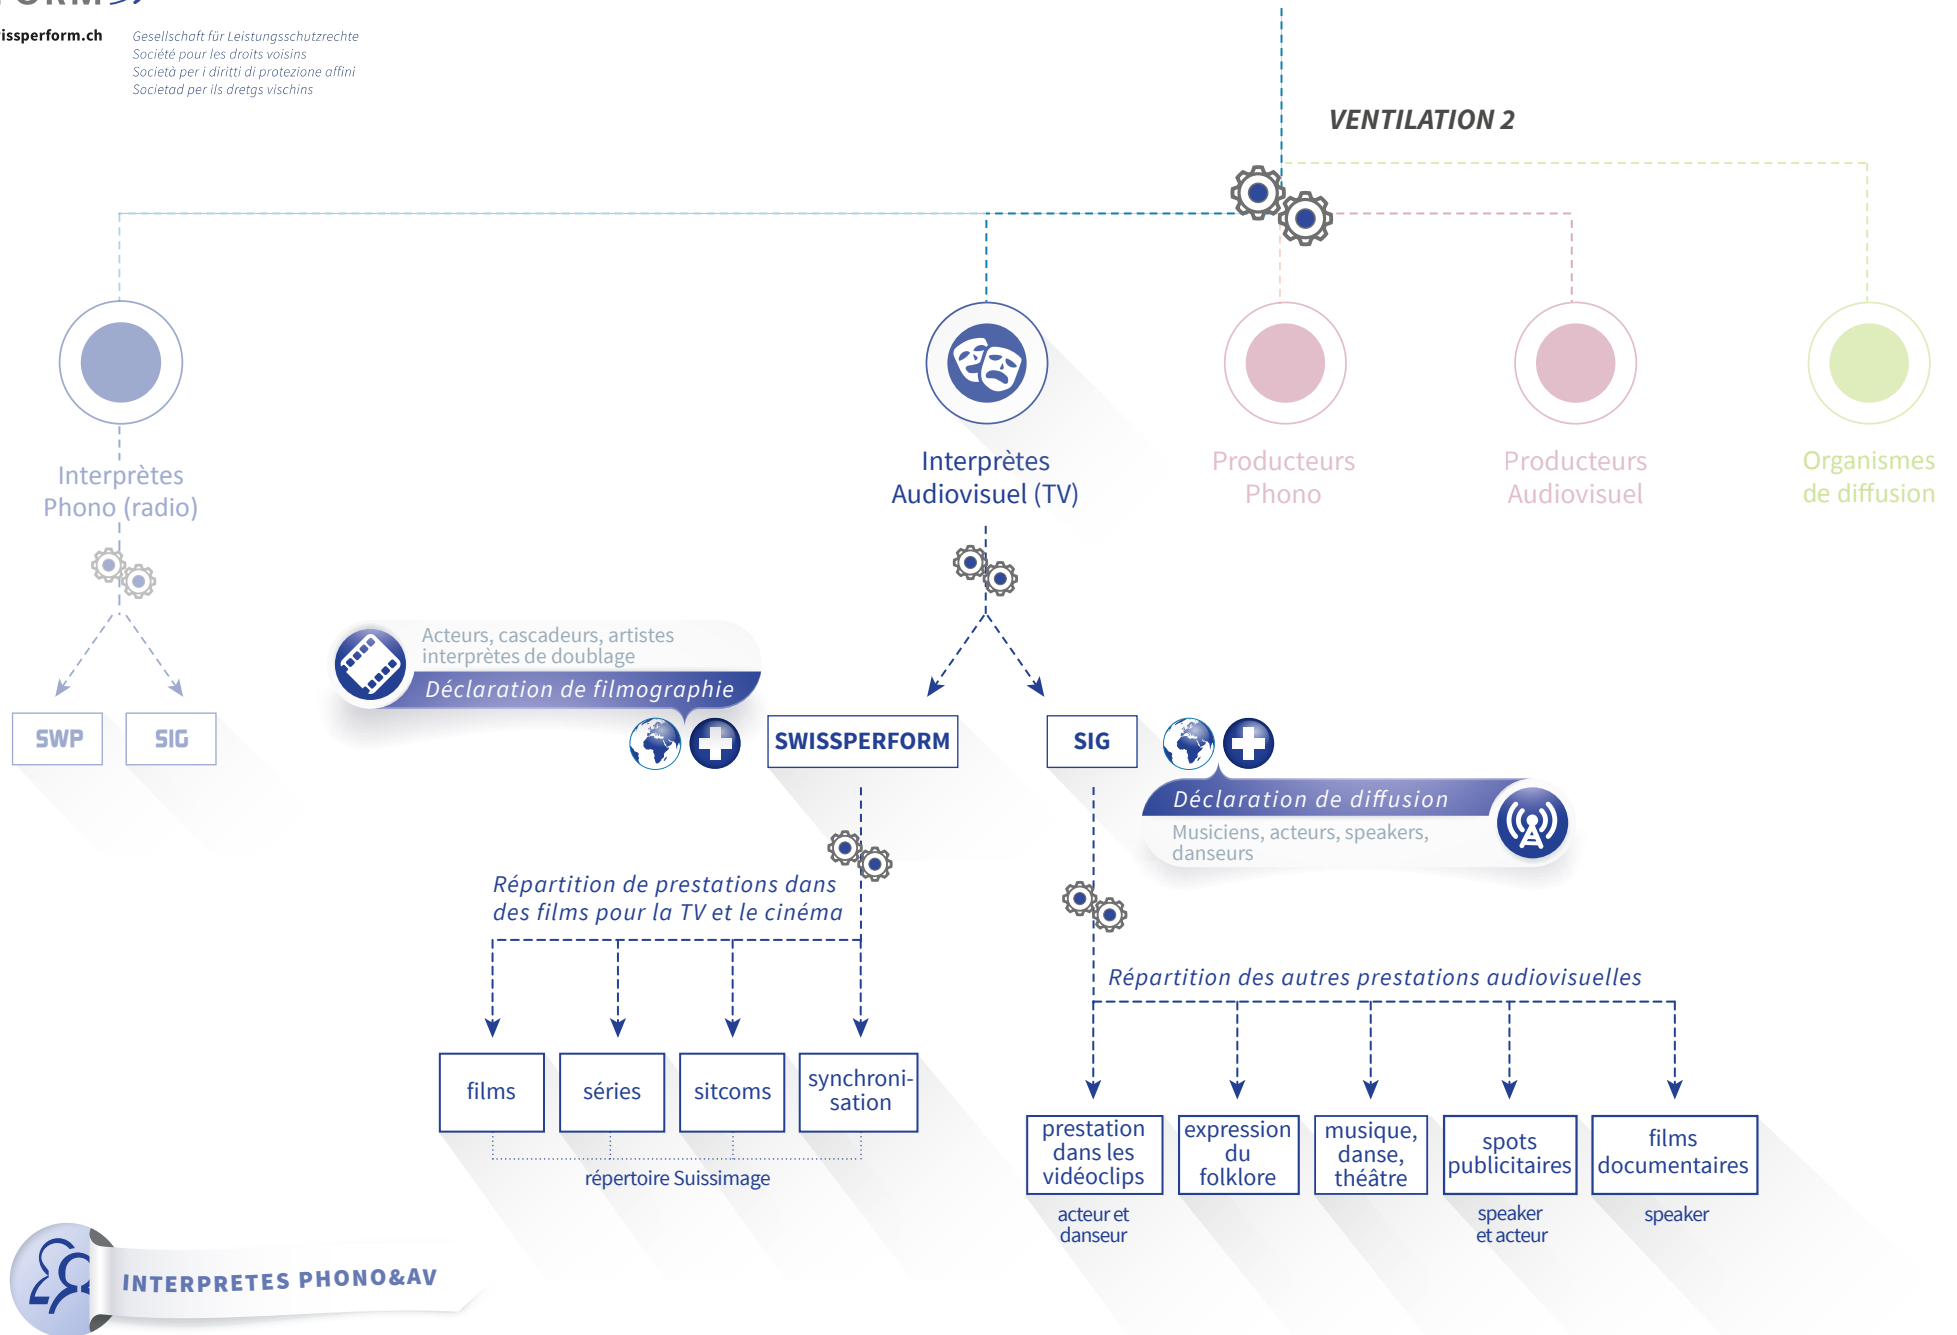 issperform.ch
Gesellschaft für Leistungsschutzrechte
Société pour les droits voisins
Società per i diritti di protezione affini
Societad per ils dretgs vischins
VENTILATION 2
Interprètes
Phono (radio)
Interprètes
Audiovisuel (TV)
Producteurs
Phono
Producteurs
Audiovisuel
Organismes
de diffusion
Acteurs, cascadeurs, artistes
interprètes de doublage
Déclaration de filmographie
SWP
SIG
SWISSPERFORM
SIG
Déclaration de diffusion
Musiciens, acteurs, speakers,
danseurs
Répartition de prestations dans
des films pour la TV et le cinéma
Répartition des autres prestations audiovisuelles
films
séries
sitcoms
synchroni-
sation
répertoire Suissimage
prestation
dans les
vidéoclips
acteur et
danseur
expression
du
folklore
musique,
danse,
théâtre
spots
publicitaires
speaker
et acteur
films
documentaires
speaker
INTERPRETES PHONO&AV